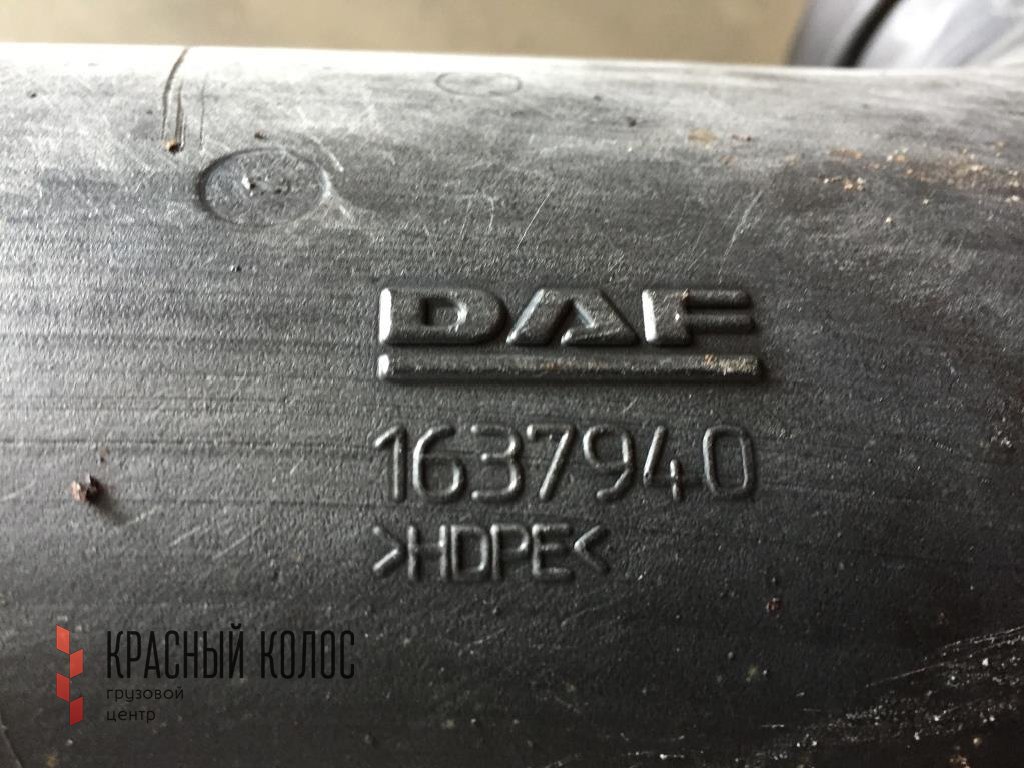 DAF
1637940
>HDPE<
КРАСНЫЙ КОЛОС
грузовой
центр